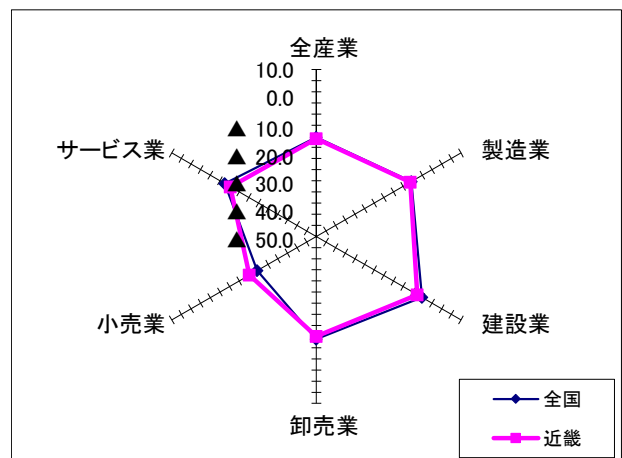 全産業
10.0
0.0
▲ 10.0
▲ 20.0
▲ 30.0
▲ 40.0
▲ 50.0
サービス業
製造業
小売業
建設業
卸売業
全国
近畿